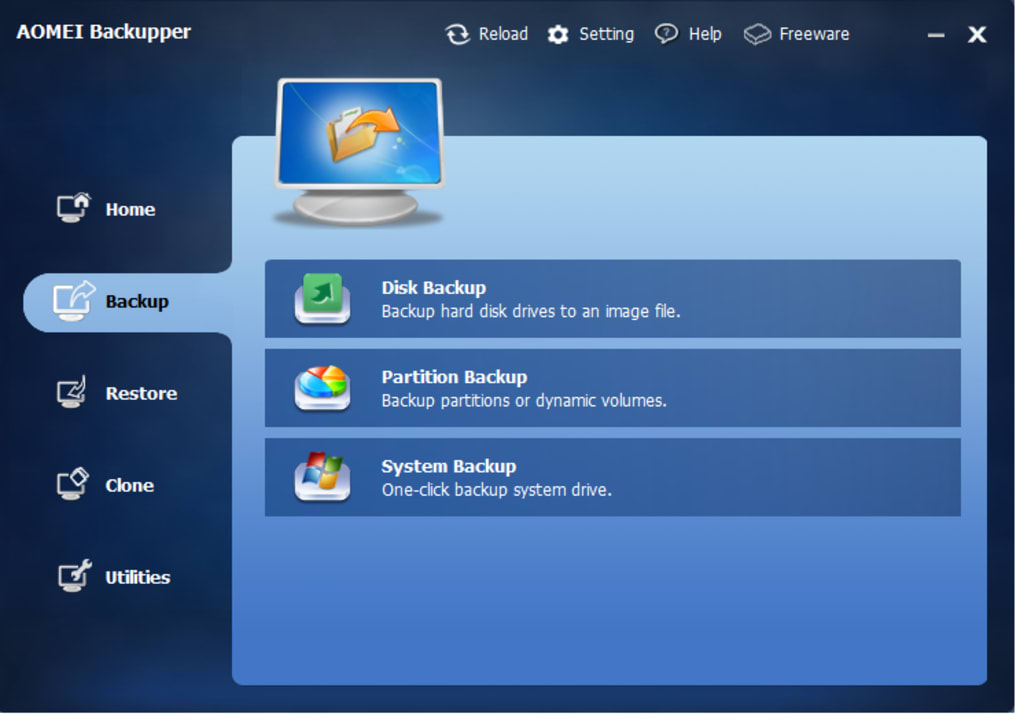 AOMEI Backupper
Reload Setting Help Freeware
Home
Backup
Restore
Clone
Utilities
Disk Backup
Backup hard disk drives to an image file.
Partition Backup
Backup partitions or dynamic volumes.
System Backup
One-click backup system drive.